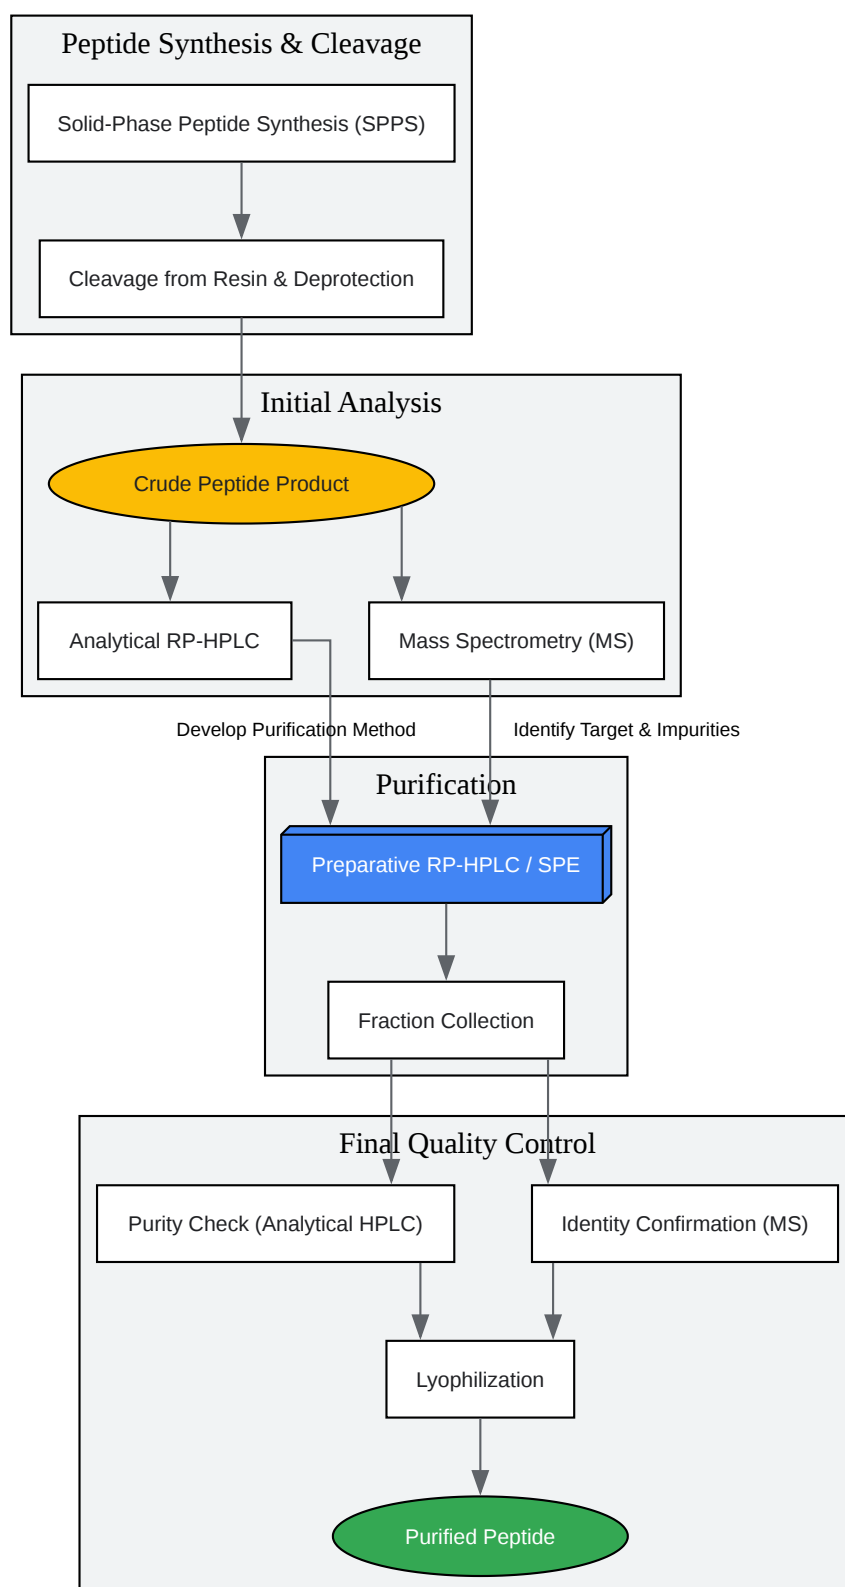 Peptide Synthesis & Cleavage
Solid-Phase Peptide Synthesis (SPPS)
Cleavage from Resin & Deprotection
Initial Analysis
Crude Peptide Product
Analytical RP-HPLC
Mass Spectrometry (MS)
Develop Purification Method
Identify Target & Impurities
Purification
Preparative RP-HPLC / SPE
Fraction Collection
Final Quality Control
Purity Check (Analytical HPLC)
Identity Confirmation (MS)
Lyophilization
Purified Peptide